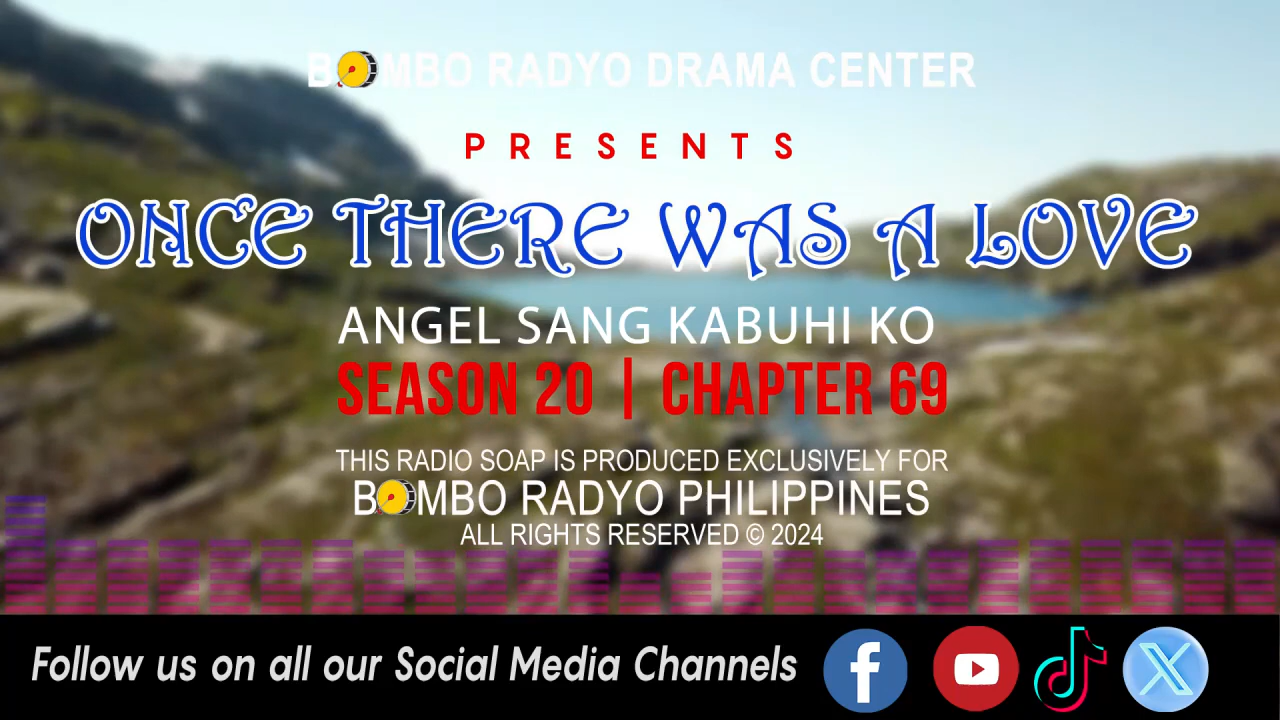 BOMBO RADYO DRAMA CENTER
PRESENTS
ONCE THERE WAS A LOVE
ANGEL SANG KABUHI KO
SEASON 20 | CHAPTER 69
THIS RADIO SOAP IS PRODUCED EXCLUSIVELY FOR
BOMBO RADYO PHILIPPINES
ALL RIGHTS RESERVED © 2024
Follow us on all our Social Media Channels